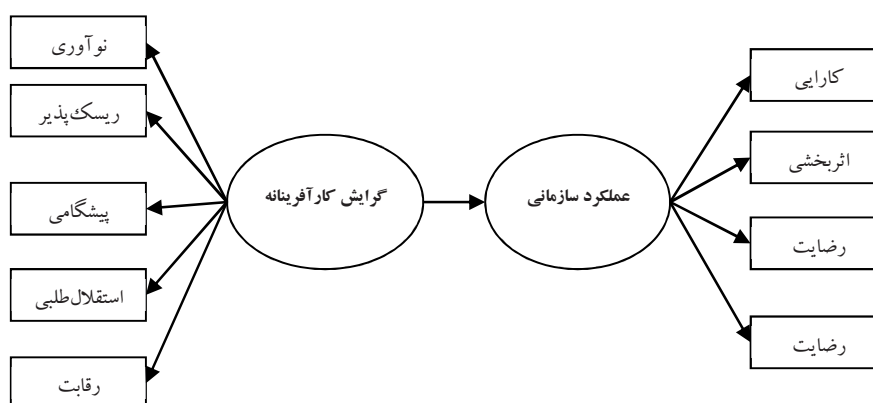 نوآوری
ریسک‌پذیر
پیشگامی
استقلال‌طلبی
رقابت
گرایش کارآفرینانه
عملکرد سازمانی
کارایی
اثربخشی
رضایت
رضایت